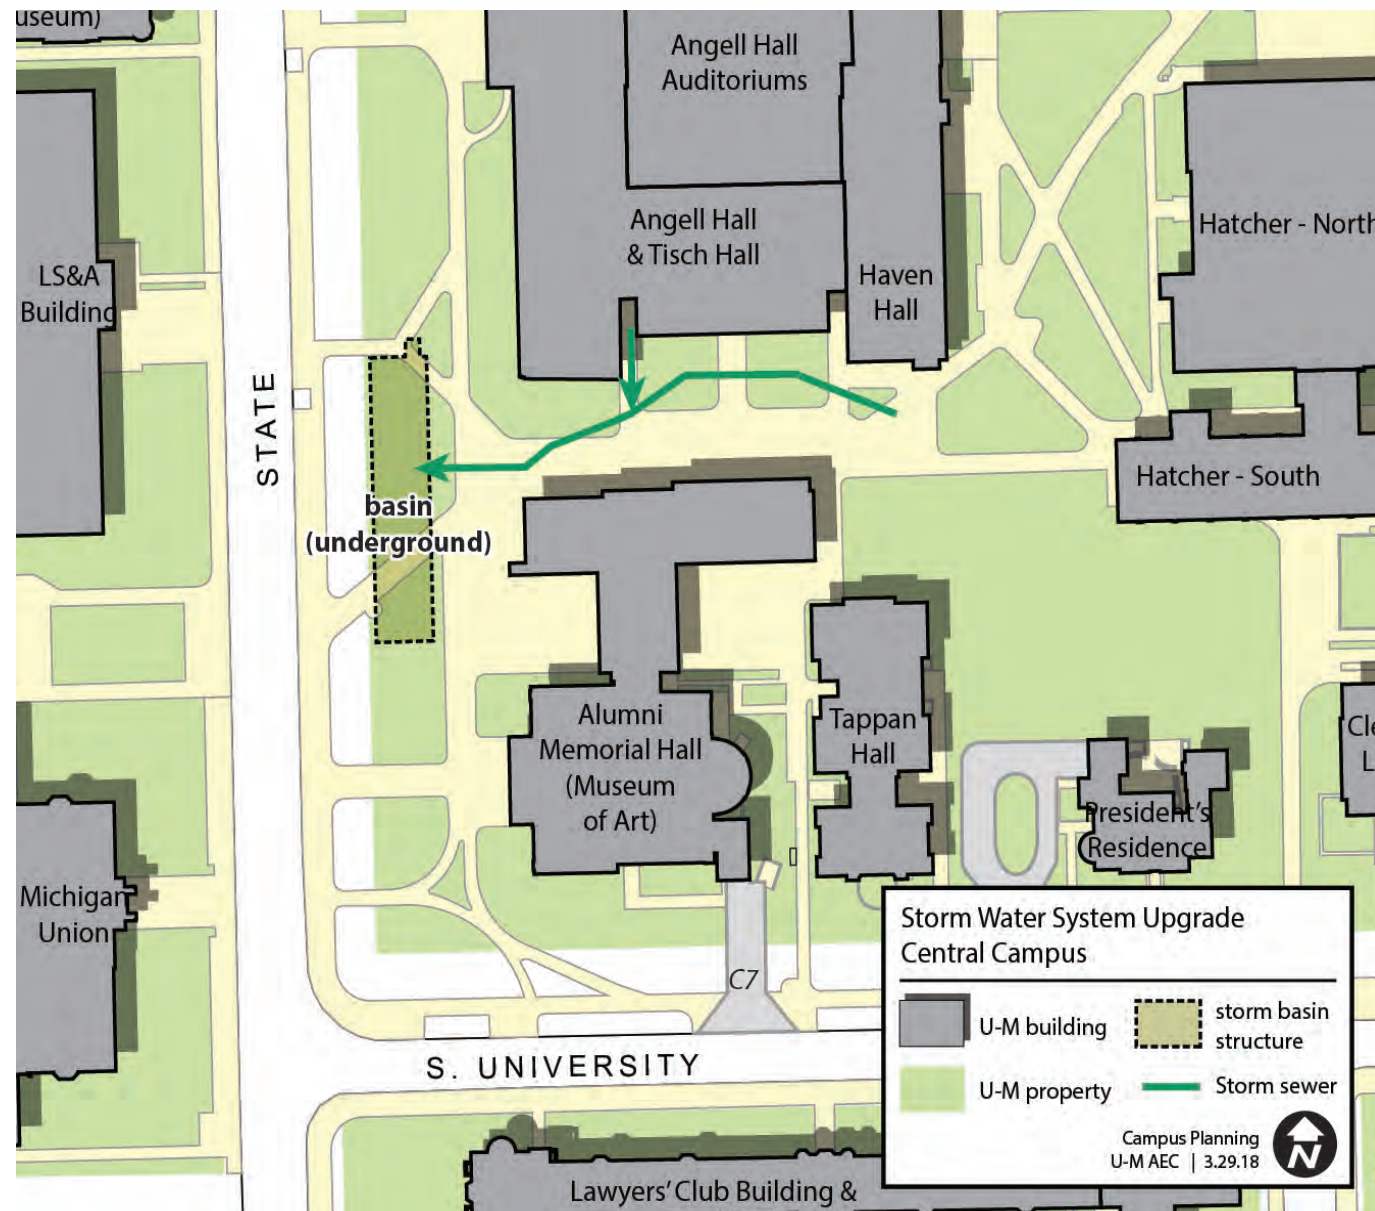 useum)
Angell Hall
Auditoriums
Angell Hall
& Tisch Hall
Haven
Hall
Hatcher - North
LS&A
Building
STATE
Hatcher - South
basin
(underground)
Alumni
Memorial Hall
(Museum
of Art)
Tappan
Hall
Cle
L
President's
Residence
Michigan
Union
C7
S. UNIVERSITY
Lawyers' Club Building &
Storm Water System Upgrade
Central Campus
U-M building
storm basin
structure
U-M property
Storm sewer
Campus Planning
U-M AEC | 3.29.18
N